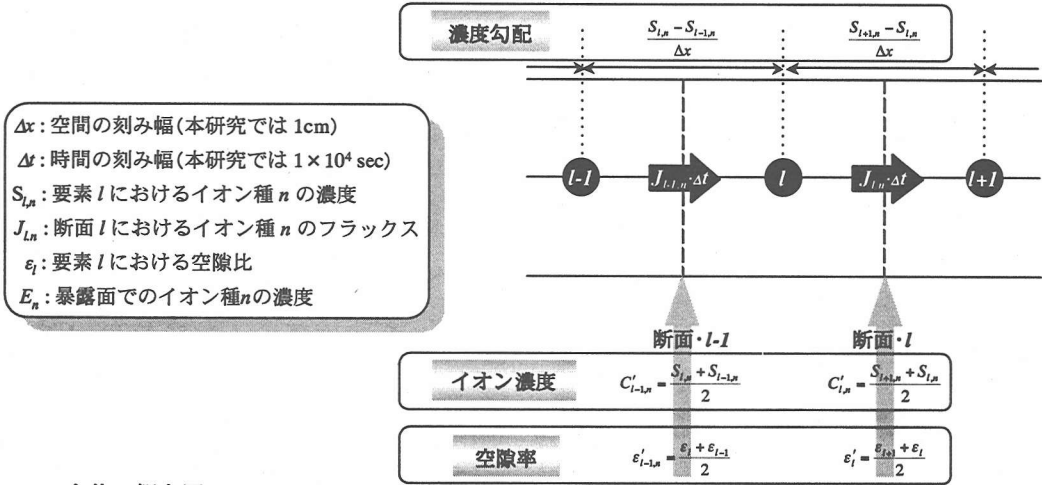 濃度勾配 (S_{l,n} − S_{l-1,n})/Δx (S_{l+1,n} − S_{l,n})/Δx
Δx : 空間の刻み幅(本研究では 1cm)
Δt : 時間の刻み幅(本研究では 1×10⁴ sec)
S_{l,n} : 要素 l におけるイオン種 n の濃度
J_{l,n} : 断面 l におけるイオン種 n のフラックス
ε_l : 要素 l における空隙比
E_n : 暴露面でのイオン種nの濃度
l-1 J_{l-1,n}·Δt l J_{l,n}·Δt l+1
断面・l-1 断面・l
イオン濃度 C'_{l-1,n} = (S_{l,n} + S_{l-1,n})/2 C'_{l,n} = (S_{l+1,n} + S_{l,n})/2
空隙率 ε'_{l-1,n} = (ε_l + ε_{l-1})/2 ε'_l = (ε_{l+1} + ε_l)/2